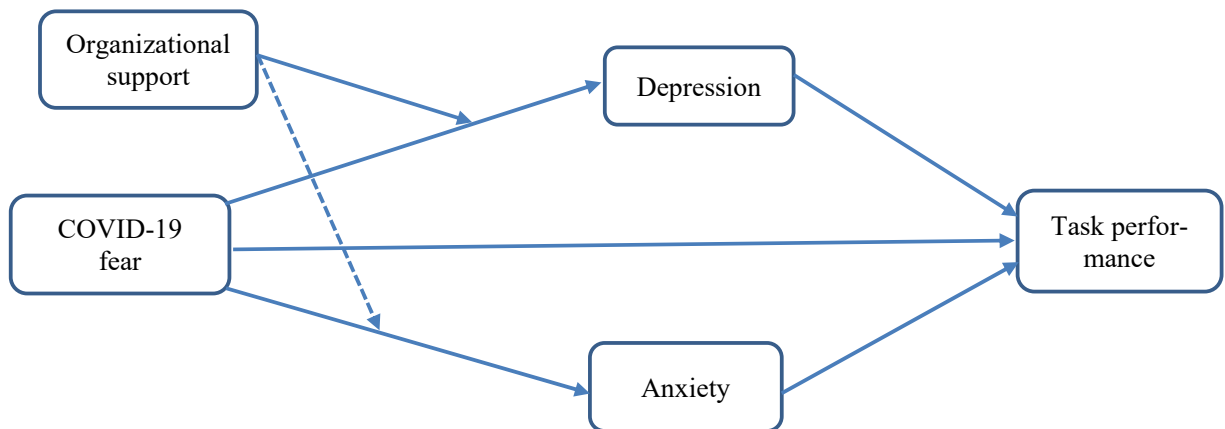 Organizational
support
Depression
COVID-19
fear
Task perfor-
mance
Anxiety